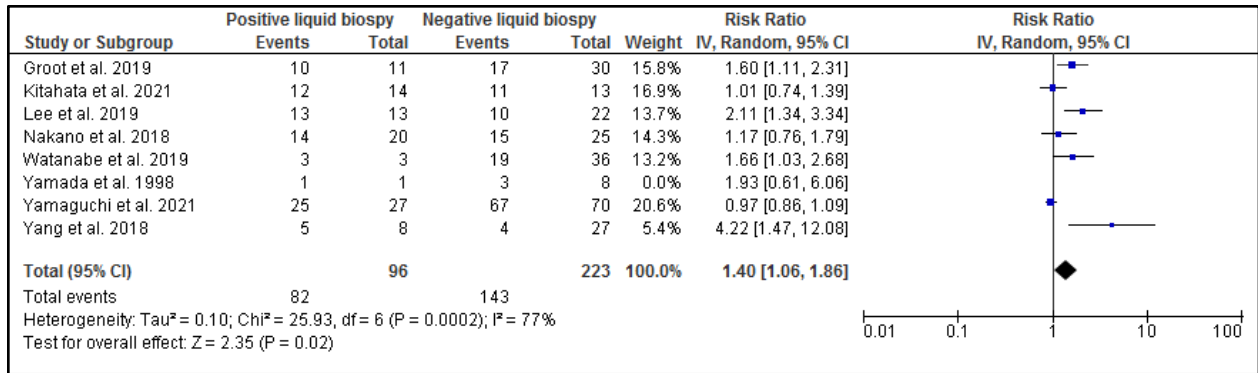 Positive liquid biospy Negative liquid biospy Risk Ratio Risk Ratio
Study or Subgroup Events Total Events Total Weight IV, Random, 95% CI IV, Random, 95% CI
Groot et al. 2019 10 11 17 30 15.8% 1.60 [1.11, 2.31]
Kitahata et al. 2021 12 14 11 13 16.9% 1.01 [0.74, 1.39]
Lee et al. 2019 13 13 10 22 13.7% 2.11 [1.34, 3.34]
Nakano et al. 2018 14 20 15 25 14.3% 1.17 [0.76, 1.79]
Watanabe et al. 2019 3 3 19 36 13.2% 1.66 [1.03, 2.68]
Yamada et al. 1998 1 1 3 8 0.0% 1.93 [0.61, 6.06]
Yamaguchi et al. 2021 25 27 67 70 20.6% 0.97 [0.86, 1.09]
Yang et al. 2018 5 8 4 27 5.4% 4.22 [1.47, 12.08]
Total (95% CI) 96 223 100.0% 1.40 [1.06, 1.86]
Total events 82 143
Heterogeneity: Tau² = 0.10; Chi² = 25.93, df = 6 (P = 0.0002); I² = 77%
Test for overall effect: Z = 2.35 (P = 0.02)
0.01 0.1 1 10 100